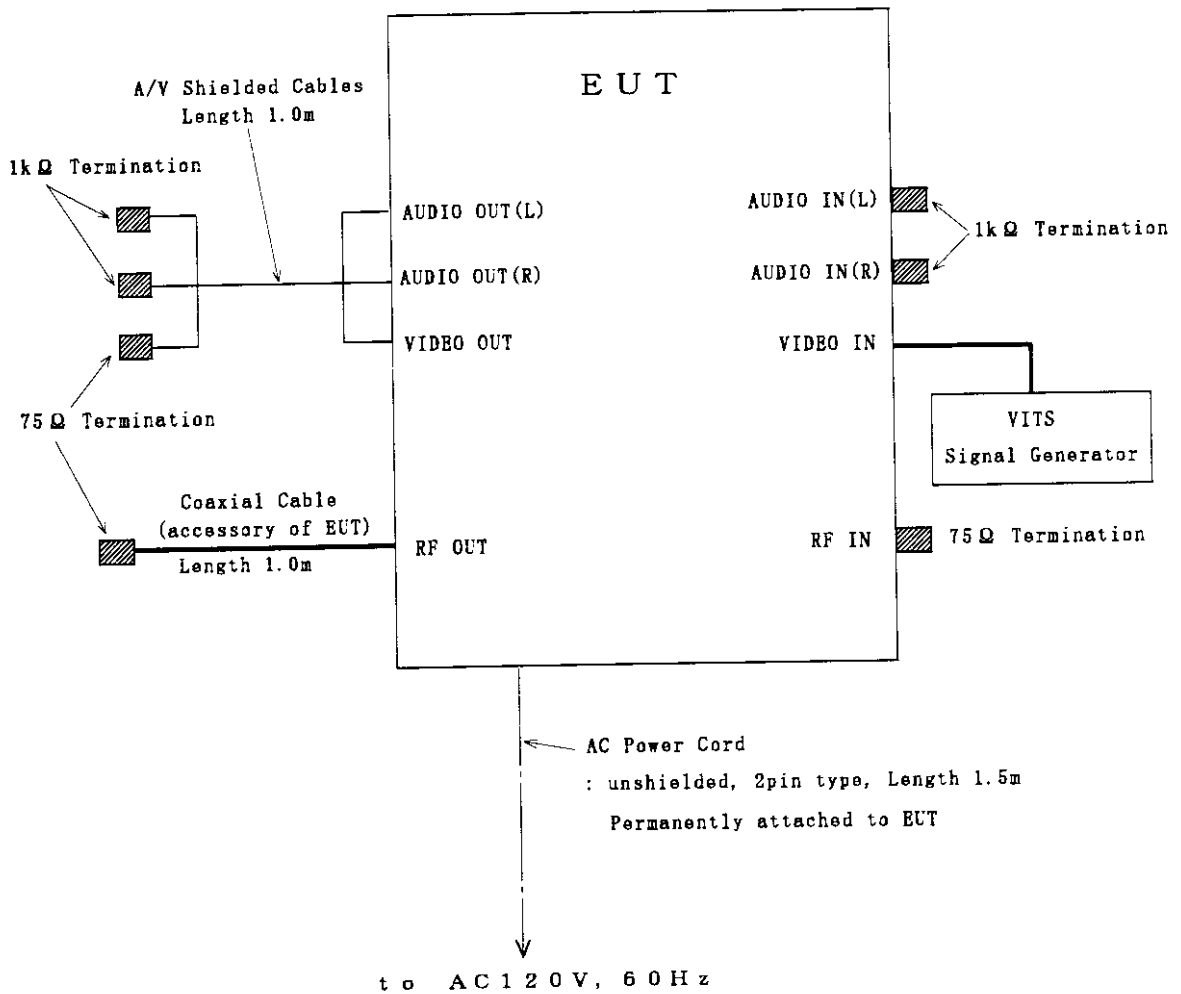 EUT
A/V Shielded Cables
Length 1.0m
1kΩ Termination
AUDIO OUT(L)
AUDIO OUT(R)
VIDEO OUT
75Ω Termination
Coaxial Cable
(accessory of EUT)
Length 1.0m
RF OUT
AUDIO IN(L)
AUDIO IN(R)
1kΩ Termination
VIDEO IN
VITS
Signal Generator
RF IN
75Ω Termination
AC Power Cord
: unshielded, 2pin type, Length 1.5m
Permanently attached to EUT
to AC120V, 60Hz